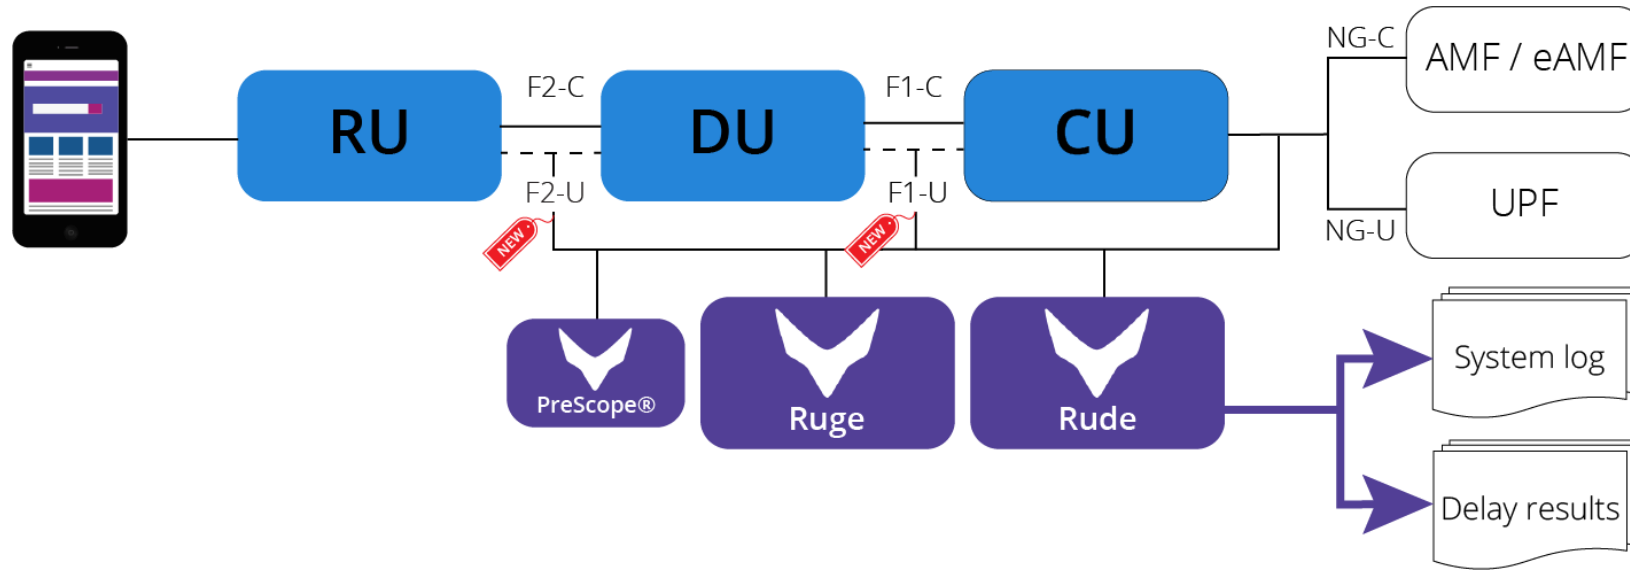 NG-C
AMF / eAMF
RU
F2-C
DU
F1-C
CU
F2-U
F1-U
UPF
NG-U
NEW
NEW
PreScope®
Ruge
Rude
System log
Delay results